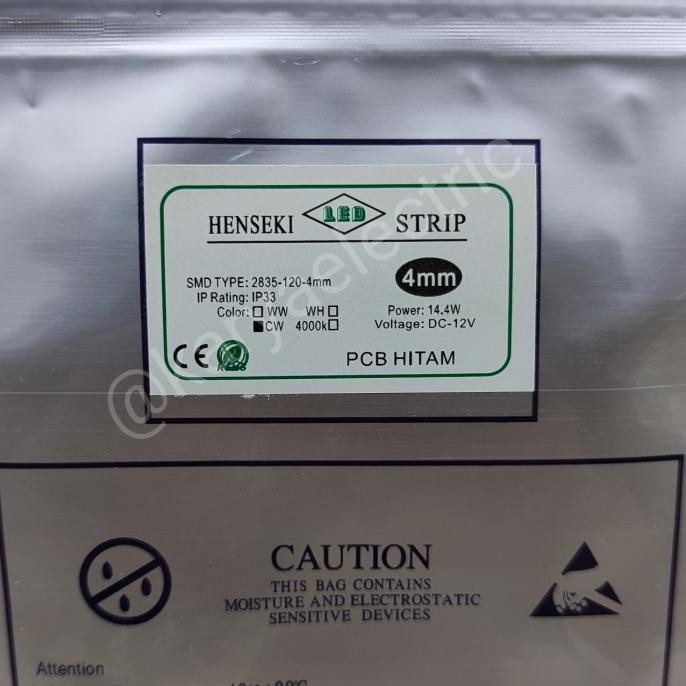 HENSEKI LED STRIP
SMD TYPE: 2835-120-4mm
4mm
IP Rating: IP33
Color: WW WH
CW 4000k
Power: 14.4W
Voltage: DC-12V
CE RoHS
PCB HITAM
@karyaelectric
CAUTION
THIS BAG CONTAINS
MOISTURE AND ELECTROSTATIC
SENSITIVE DEVICES
Attention